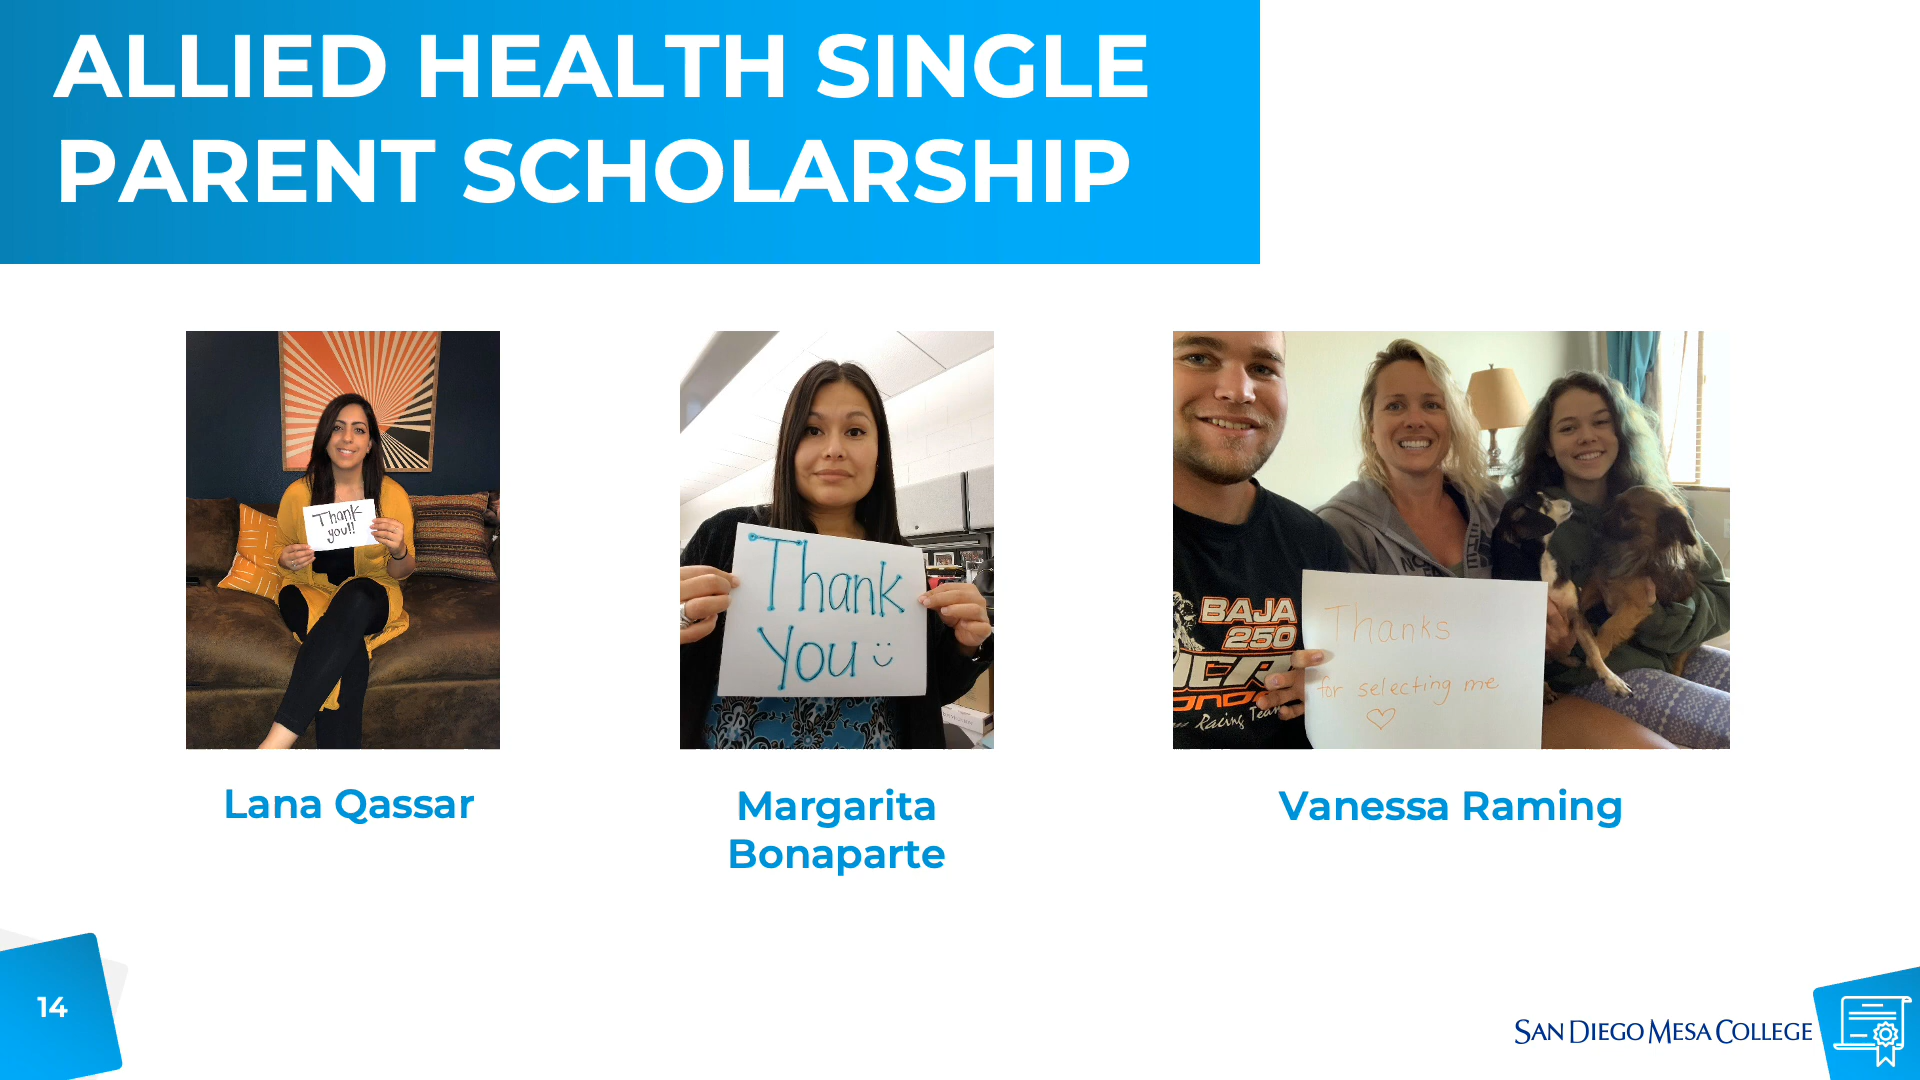 ALLIED HEALTH SINGLE
PARENT SCHOLARSHIP
Thank
you!!
Thank
You
BAJA
250
Racing Team
Thanks
for selecting me
Lana Qassar
Margarita
Bonaparte
Vanessa Raming
14
SAN DIEGO MESA COLLEGE